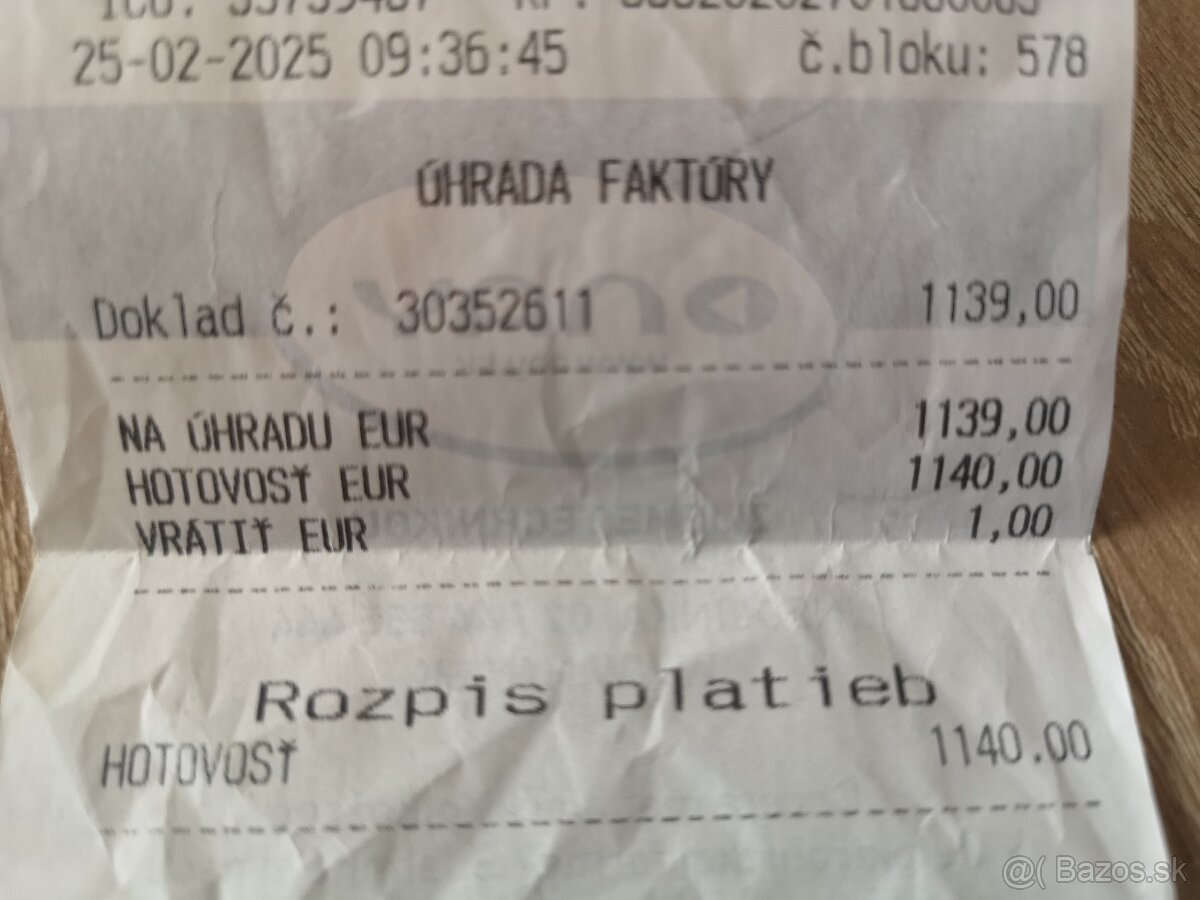 25-02-2025 09:36:45 č.bloku: 578
ÚHRADA FAKTÚRY
Doklad č.: 30352611 1139,00
NA ÚHRADU EUR 1139,00
HOTOVOSŤ EUR 1140,00
VRÁTIŤ EUR 1,00
Rozpis platieb
HOTOVOSŤ 1140.00
@( Bazos.sk